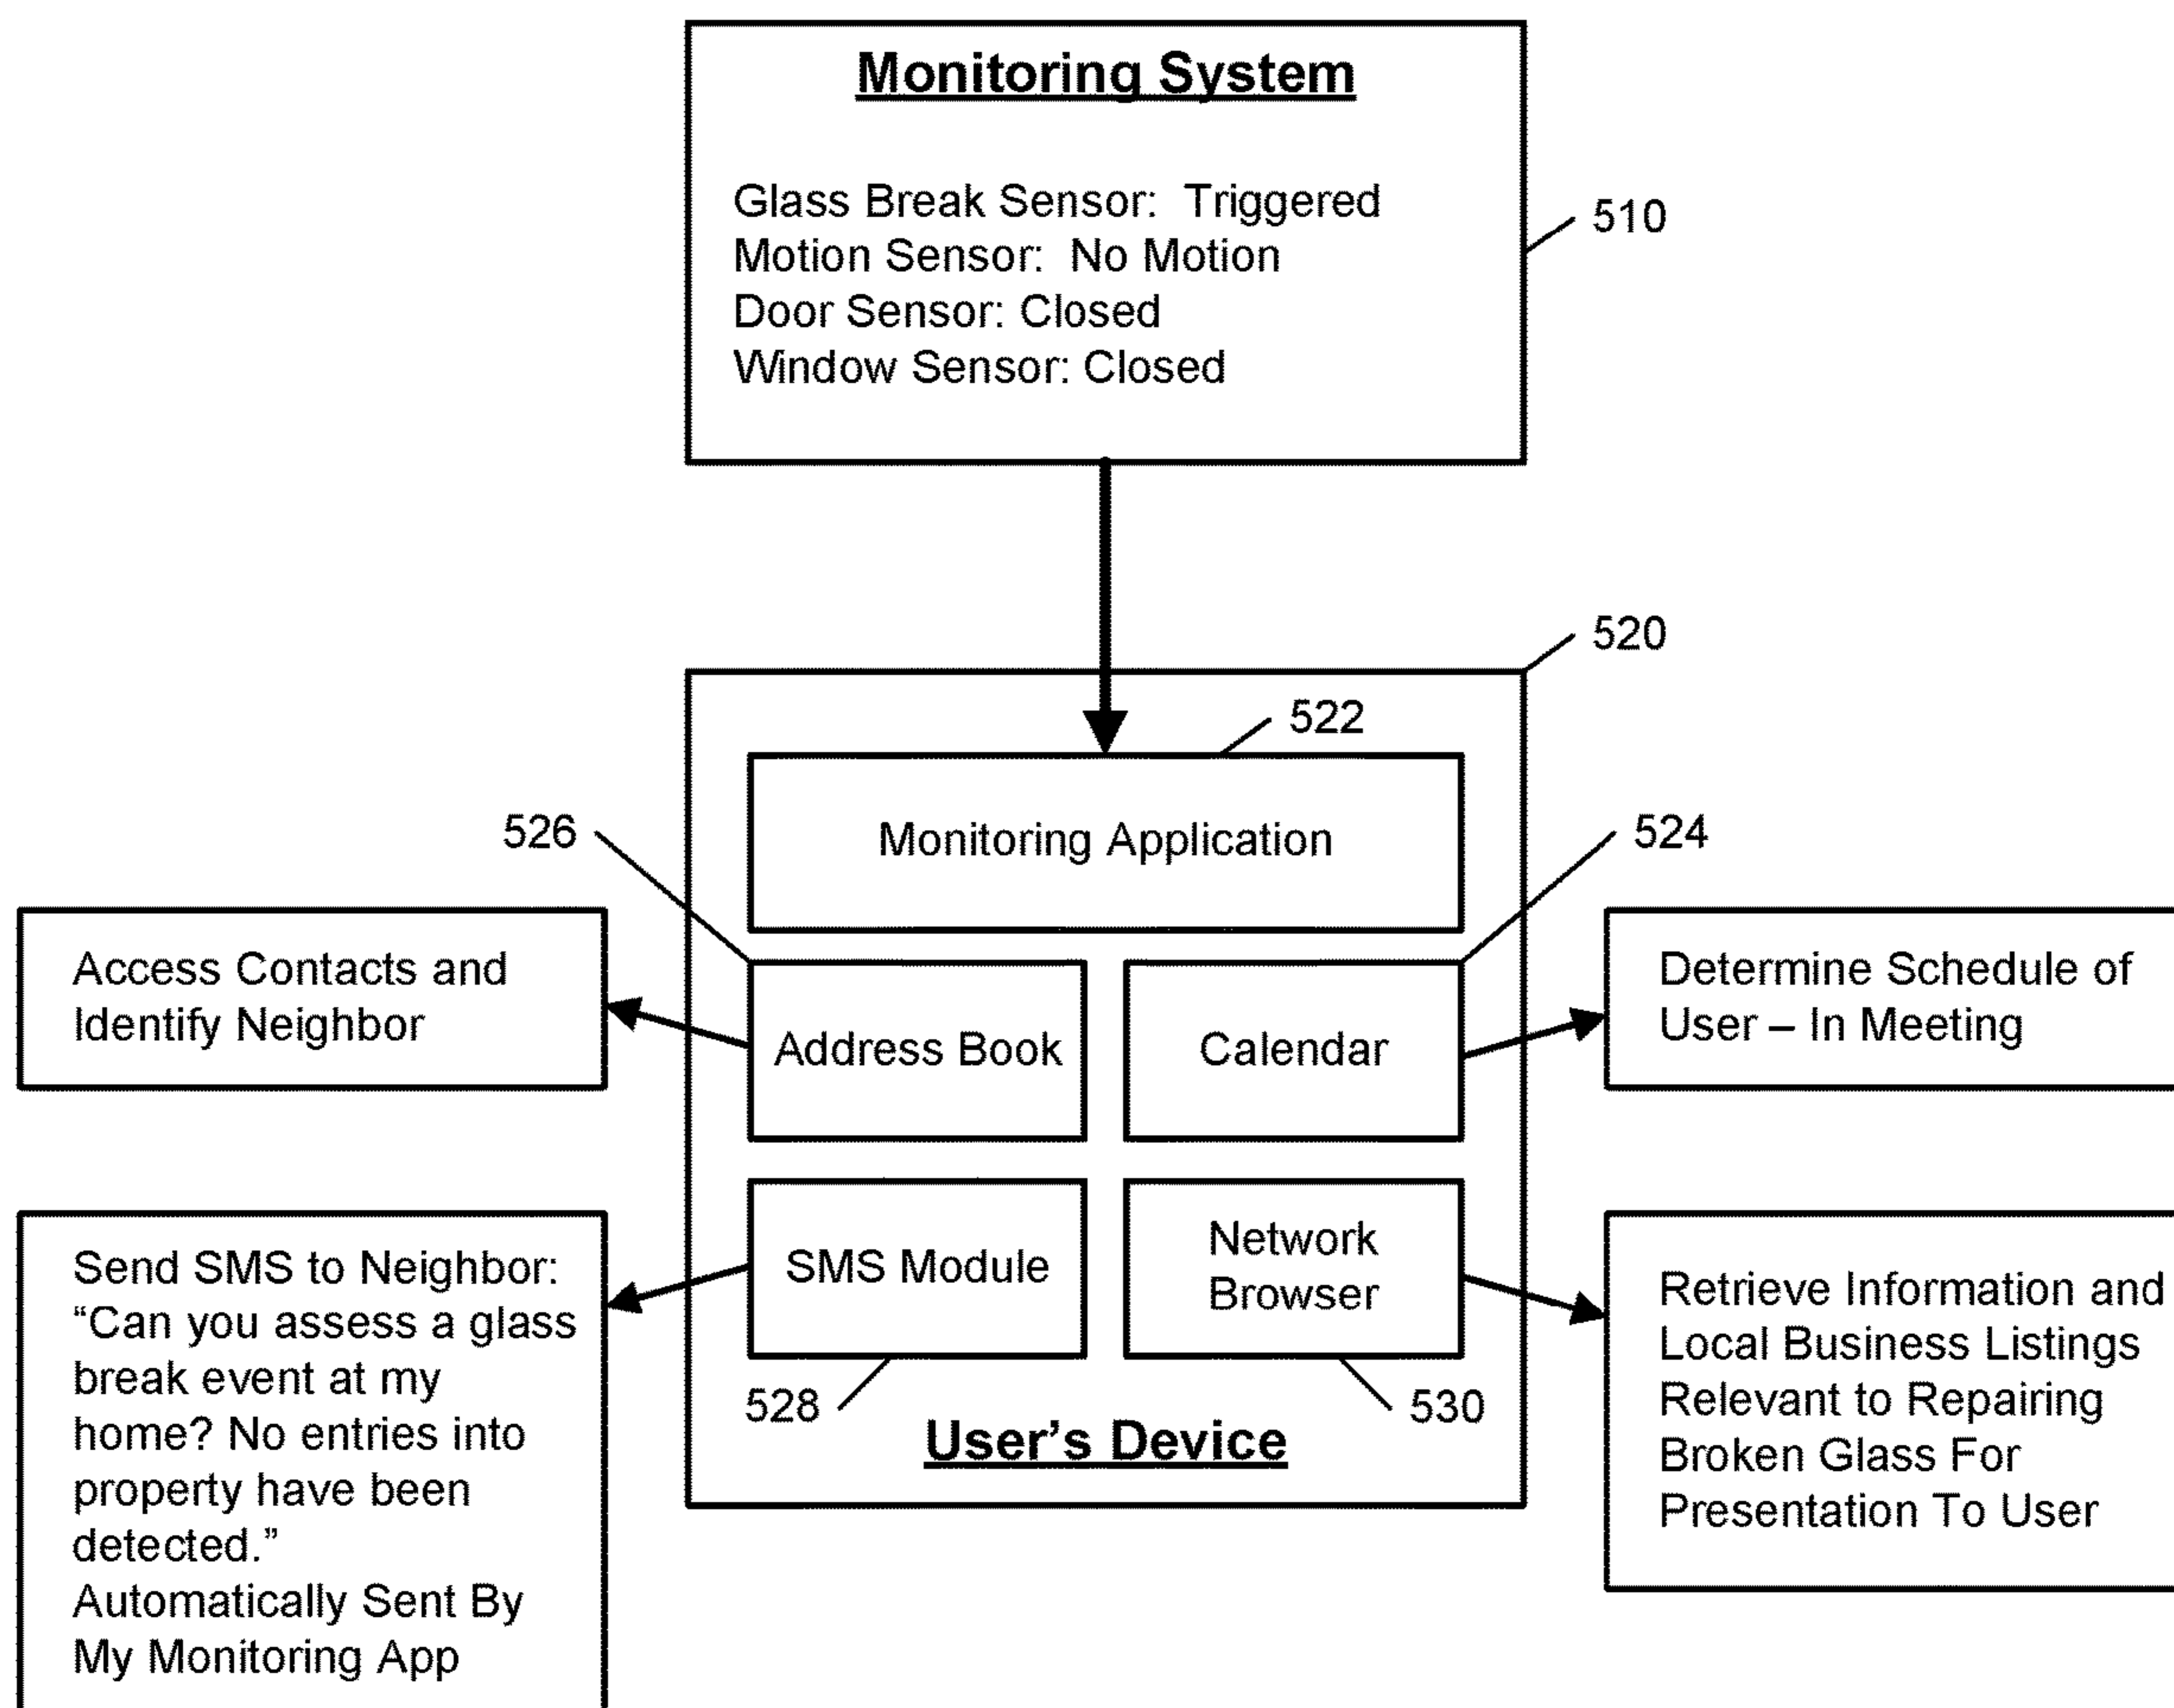 Monitoring System
Glass Break Sensor: Triggered
Motion Sensor: No Motion
Door Sensor: Closed
Window Sensor: Closed
510
520
522
Monitoring Application
526
524
Access Contacts and
Identify Neighbor
Address Book
Calendar
Determine Schedule of
User – In Meeting
Send SMS to Neighbor:
“Can you assess a glass
break event at my
home? No entries into
property have been
detected.”
Automatically Sent By
My Monitoring App
SMS Module
Network
Browser
Retrieve Information and
Local Business Listings
Relevant to Repairing
Broken Glass For
Presentation To User
528
530
User’s Device